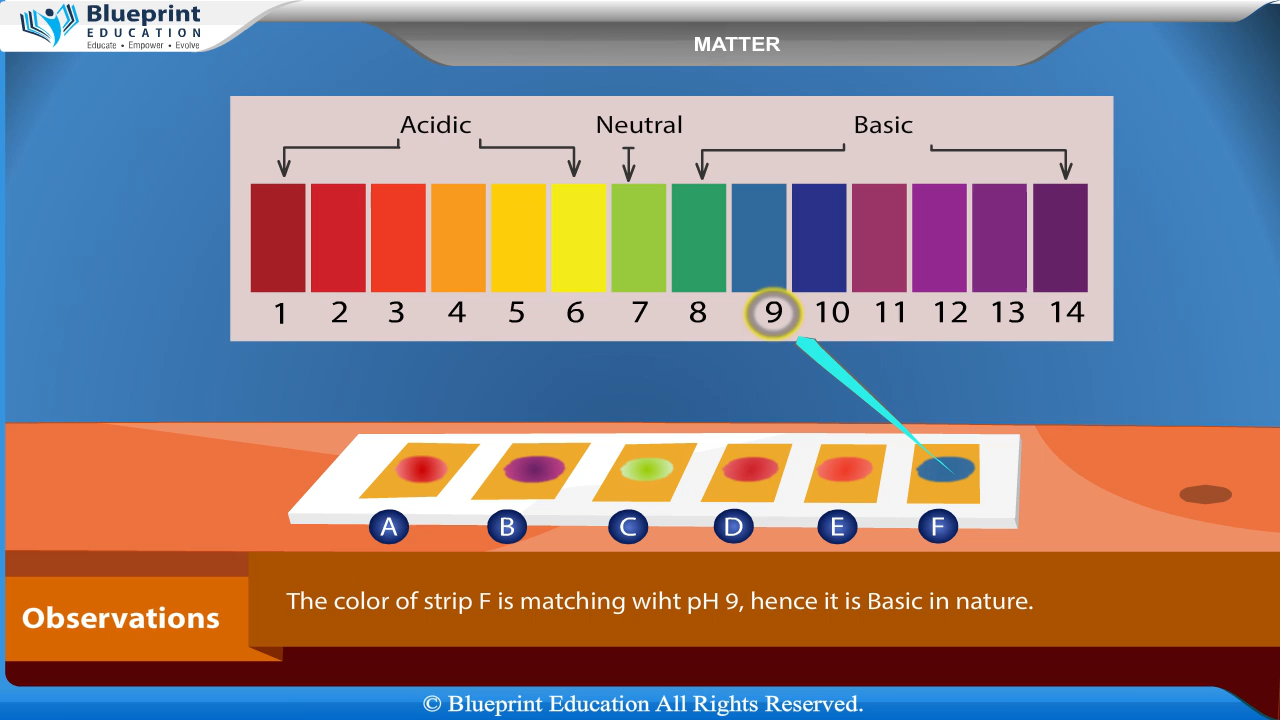 Blueprint
EDUCATION
Educate • Empower • Evolve
MATTER
Acidic Neutral Basic
1 2 3 4 5 6 7 8 9 10 11 12 13 14
A B C D E F
Observations
The color of strip F is matching wiht pH 9, hence it is Basic in nature.
© Blueprint Education All Rights Reserved.